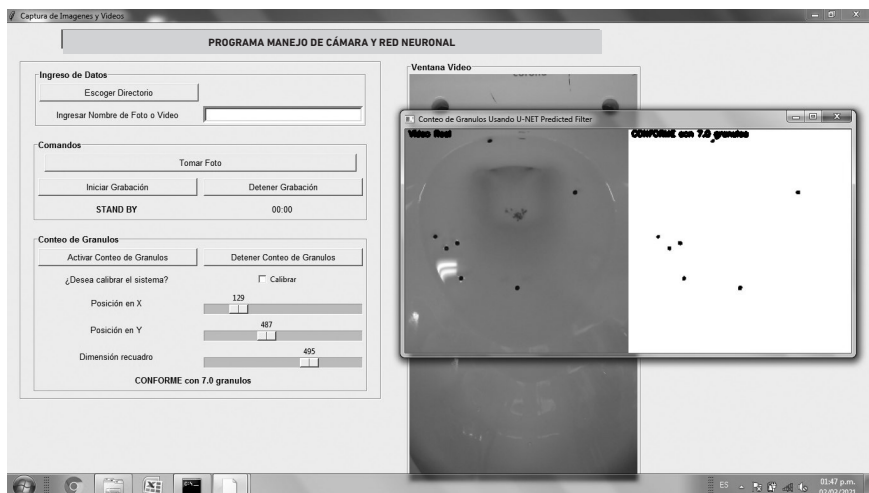 Captura de Imagenes y Videos
PROGRAMA MANEJO DE CÁMARA Y RED NEURONAL
Ingreso de Datos
Escoger Directorio
Ingresar Nombre de Foto o Video
Comandos
Tomar Foto
Iniciar Grabación
Detener Grabación
STAND BY
00:00
Conteo de Granulos
Activar Conteo de Granulos
Detener Conteo de Granulos
¿Desea calibrar el sistema?
Calibrar
Posición en X
129
Posición en Y
487
Dimensión recuadro
495
CONFORME con 7.0 granulos
Ventana Video
Conteo de Granulos Usando U-NET Predicted Filter
Video Real
CONFORME con 7.0 granulos
ES
01:47 p.m.
02/02/2021